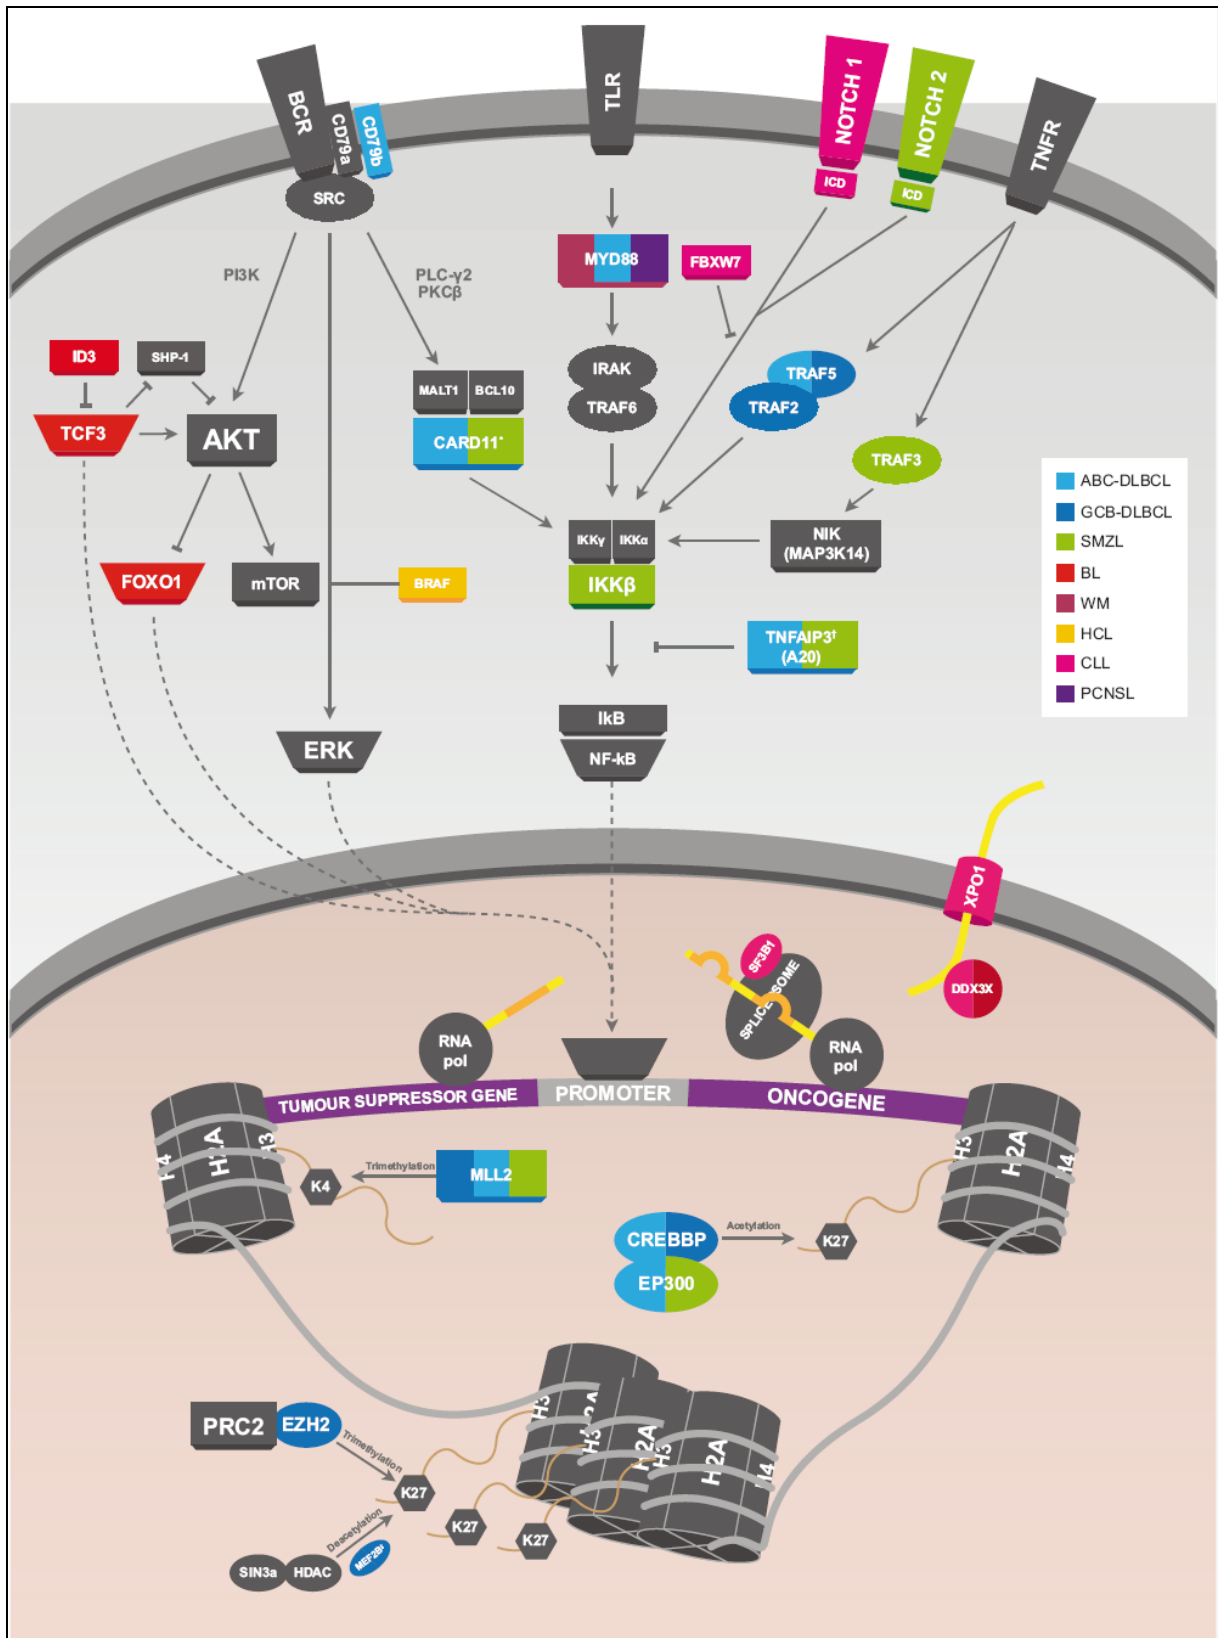 BCR
CD79a
CD79b
SRC
TLR
NOTCH 1
ICD
NOTCH 2
ICD
TNFR
PI3K
PLC-γ2
PKCβ
MYD88
FBXW7
ID3
SHP-1
TCF3
AKT
MALT1
BCL10
CARD11*
IRAK
TRAF6
TRAF5
TRAF2
TRAF3
FOXO1
mTOR
BRAF
IKKγ
IKKα
IKKβ
NIK
(MAP3K14)
TNFAIP3†
(A20)
ERK
IkB
NF-kB
ABC-DLBCL
GCB-DLBCL
SMZL
BL
WM
HCL
CLL
PCNSL
XPO1
DDX3X
SF3B1
RNA
pol
RNA
pol
TUMOUR SUPPRESSOR GENE
PROMOTER
ONCOGENE
H4
H2A
H3
K4
Trimethylation
MLL2
CREBBP
EP300
Acetylation
K27
H3
H2A
H4
PRC2
EZH2
Trimethylation
K27
K27
K27
Deacetylation
SIN3a
HDAC
H3
H3
H2A
H3
H2A
H4